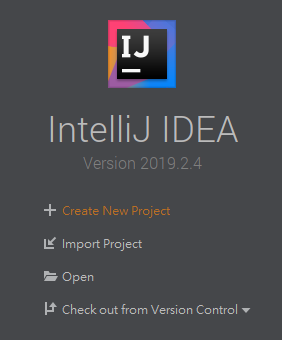 IJ
IntelliJ IDEA
Version 2019.2.4
Create New Project
Import Project
Open
Check out from Version Control